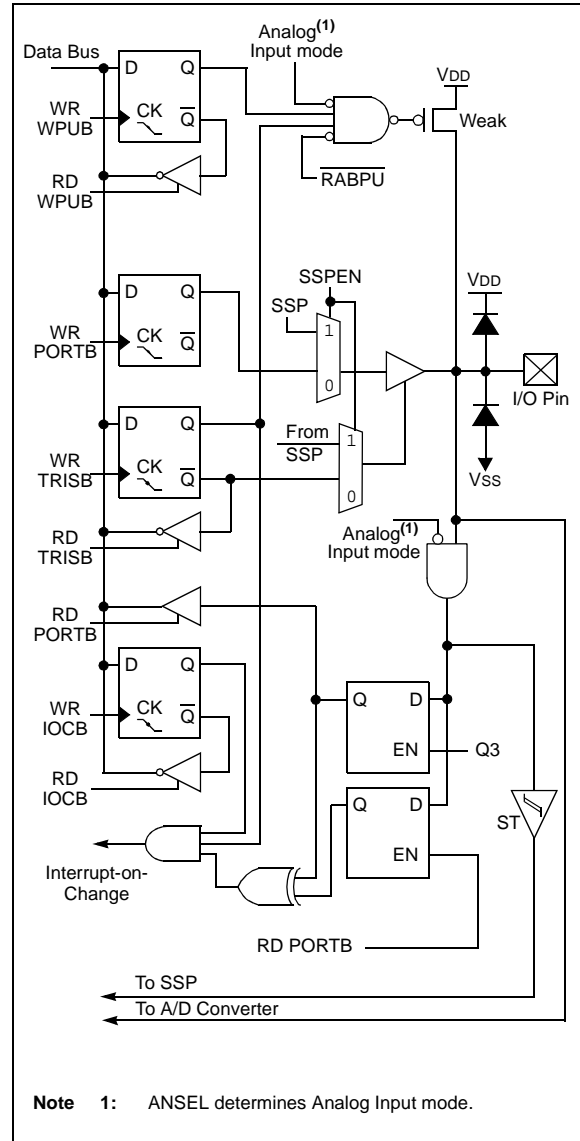 Analog(1)
Input mode
Data Bus
D Q
VDD
WR
WPUB
CK
Q
Weak
RD
WPUB
RABPU
SSPEN
D Q
SSP
VDD
WR
PORTB
CK
Q
1
0
I/O Pin
D Q
From
SSP
1
0
WR
TRISB
CK
Q
VSS
Analog(1)
Input mode
RD
TRISB
RD
PORTB
D Q
WR
IOCB
CK
Q
Q D
EN
Q3
RD
IOCB
Q D
EN
ST
Interrupt-on-
Change
RD PORTB
To SSP
To A/D Converter
Note 1: ANSEL determines Analog Input mode.